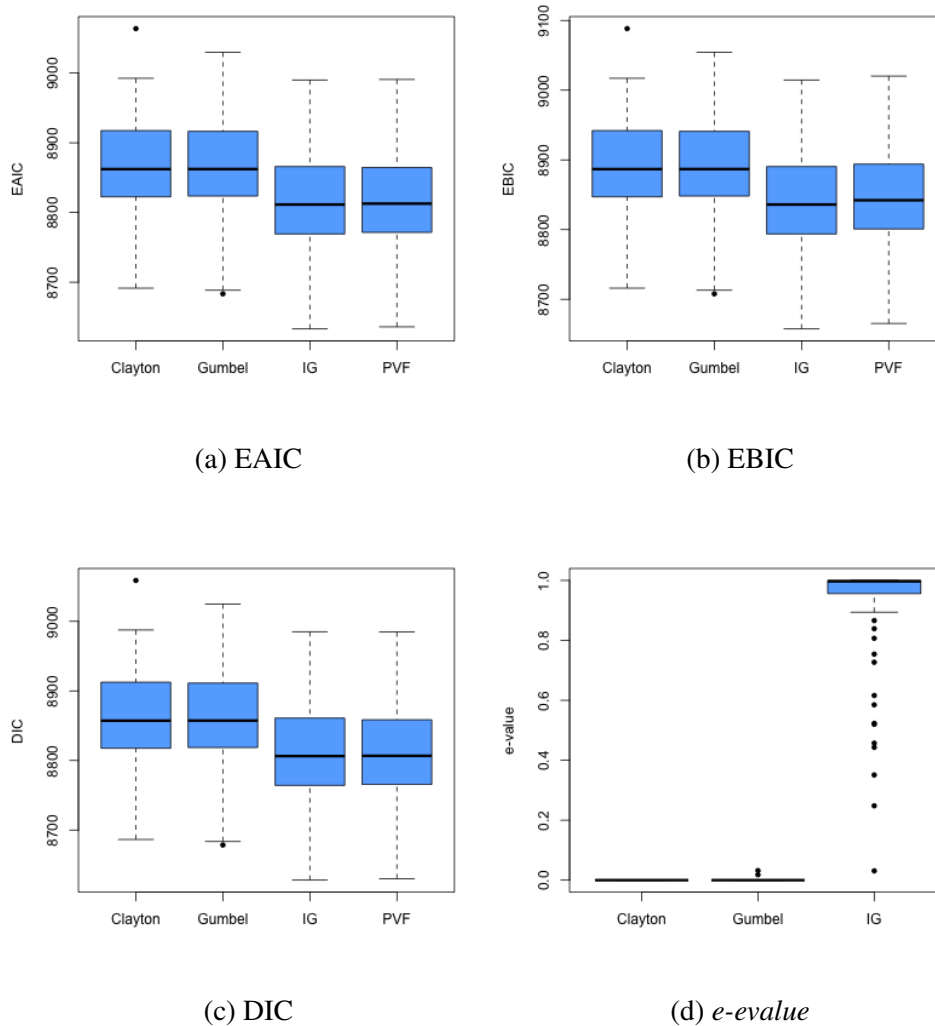 EAIC
8700 8800 8900 9000
Clayton Gumbel IG PVF
(a) EAIC
EBIC
8700 8800 8900 9000 9100
Clayton Gumbel IG PVF
(b) EBIC
DIC
8700 8800 8900 9000
Clayton Gumbel IG PVF
(c) DIC
e-value
0.0 0.2 0.4 0.6 0.8 1.0
Clayton Gumbel IG
(d) e-evalue